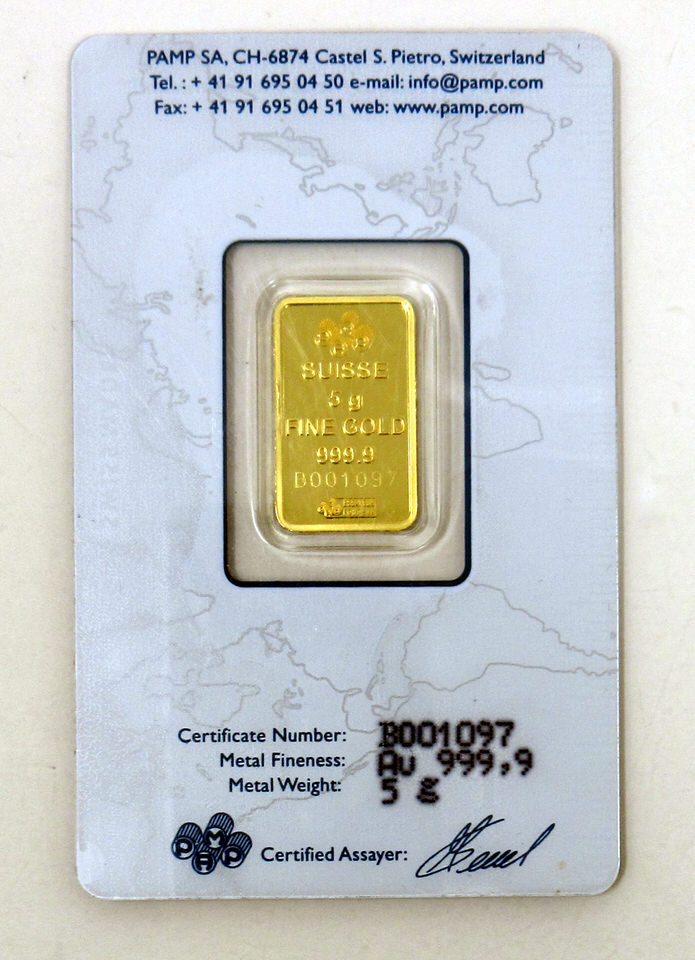 PAMP SA, CH-6874 Castel S. Pietro, Switzerland
Tel. : + 41 91 695 04 50 e-mail: info@pamp.com
Fax: + 41 91 695 04 51 web: www.pamp.com
SUISSE
5 g
FINE GOLD
999.9
B001097
Certificate Number: B001097
Metal Fineness: Au 999,9
Metal Weight: 5 g
PAMP
Certified Assayer: